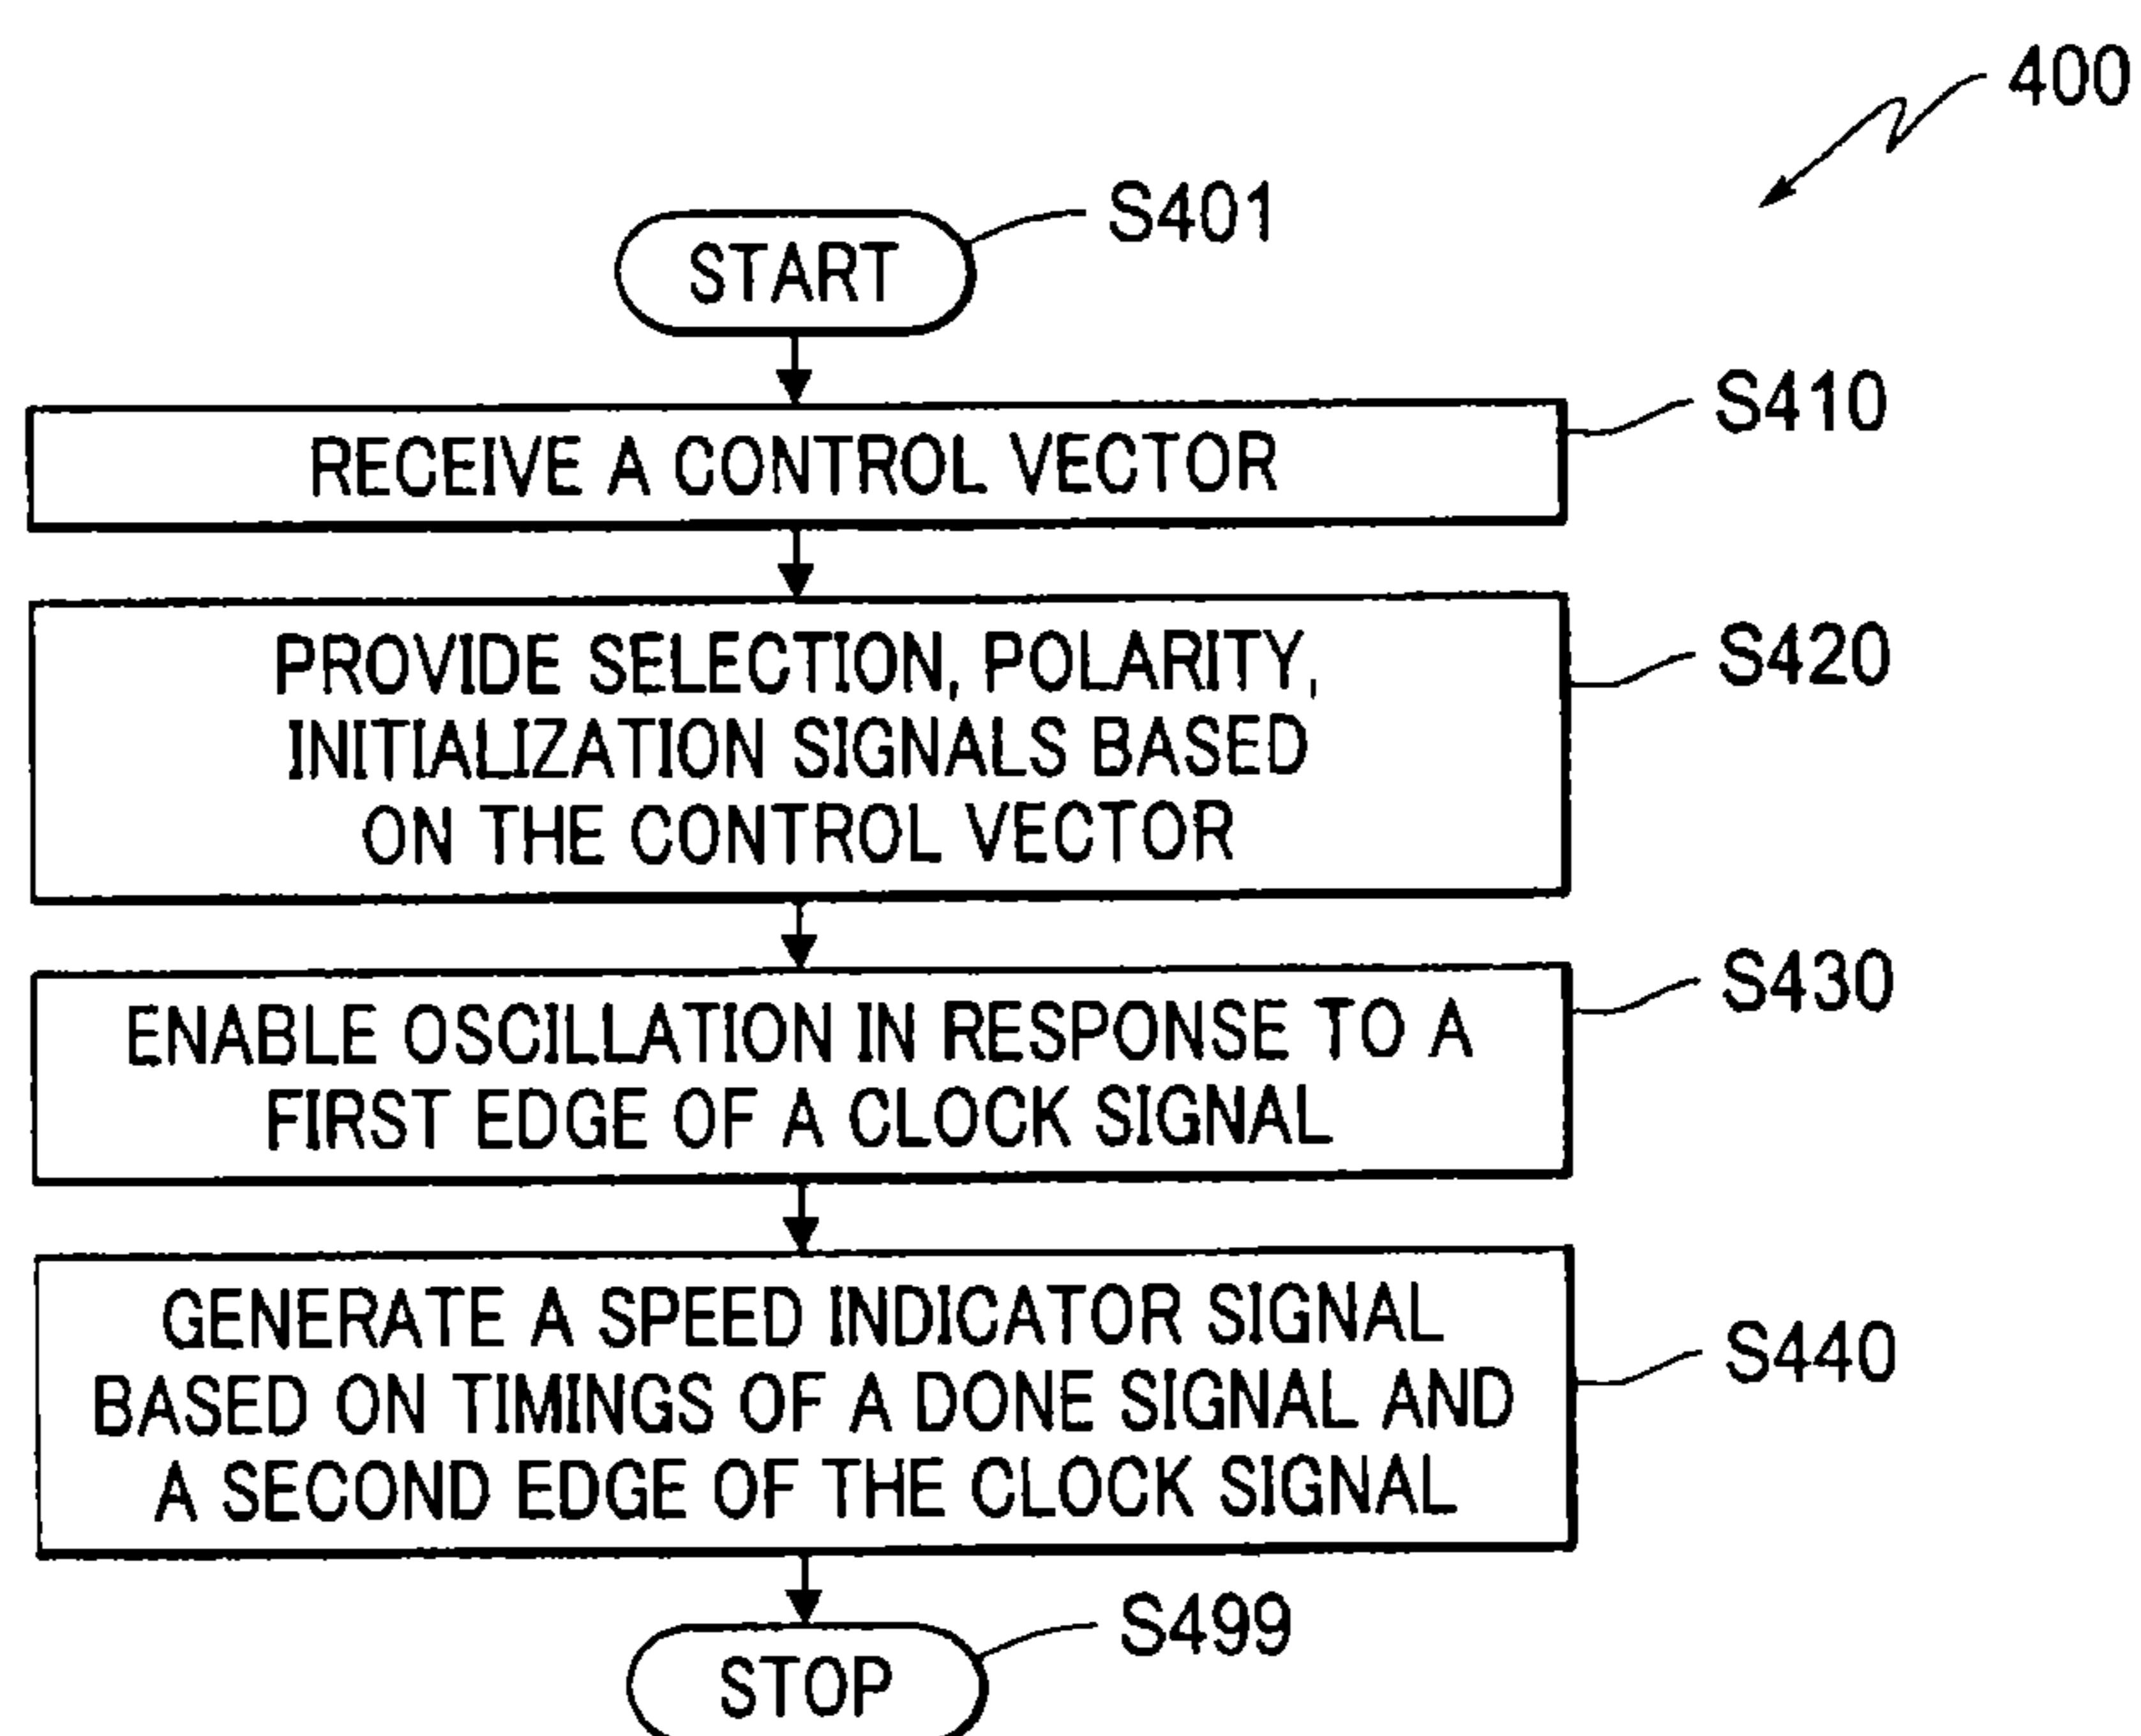 400
START
S401
RECEIVE A CONTROL VECTOR
S410
PROVIDE SELECTION, POLARITY,
INITIALIZATION SIGNALS BASED
ON THE CONTROL VECTOR
S420
ENABLE OSCILLATION IN RESPONSE TO A
FIRST EDGE OF A CLOCK SIGNAL
S430
GENERATE A SPEED INDICATOR SIGNAL
BASED ON TIMINGS OF A DONE SIGNAL AND
A SECOND EDGE OF THE CLOCK SIGNAL
S440
STOP
S499